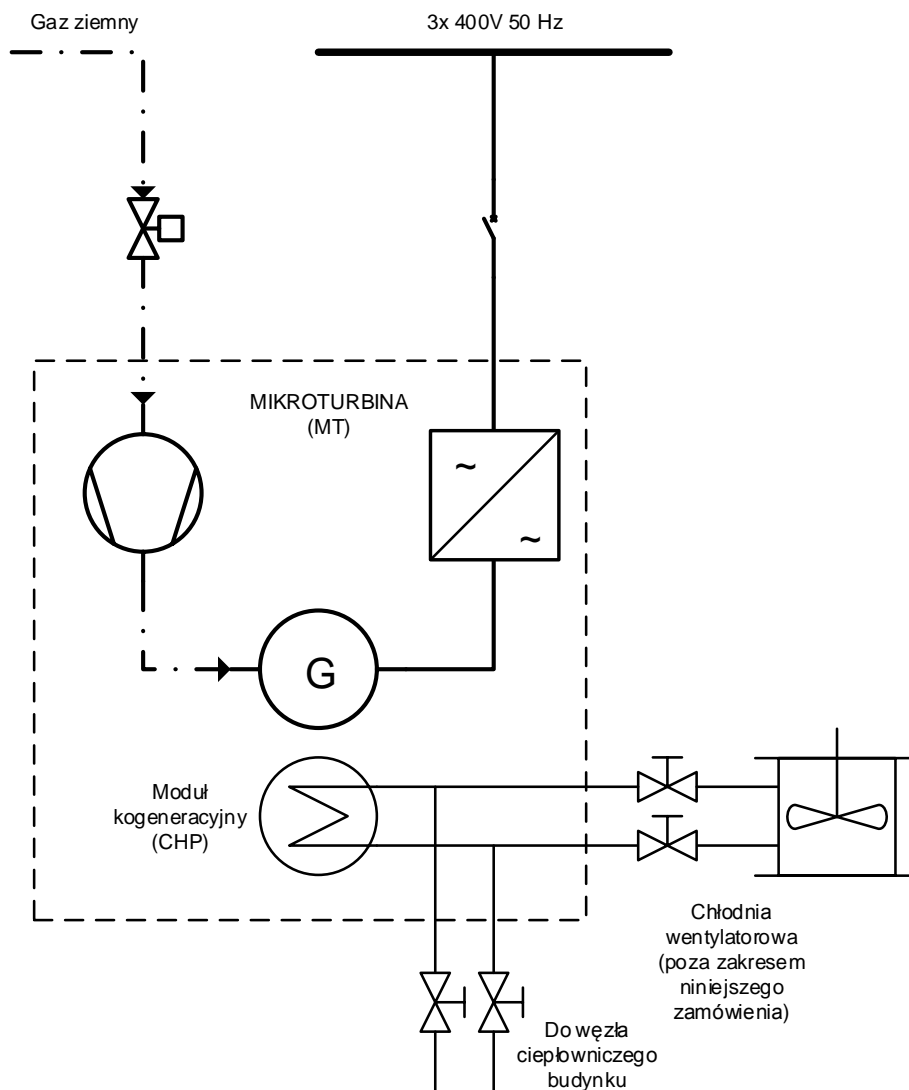 Gaz ziemny
3x 400V 50 Hz
MIKROTURBINA
(MT)
~
~
G
Moduł
kogeneracyjny
(CHP)
Chłodnia
wentylatorowa
(poza zakresem
niniejszego
zamówienia)
Do węzła
ciepłowniczego
budynku